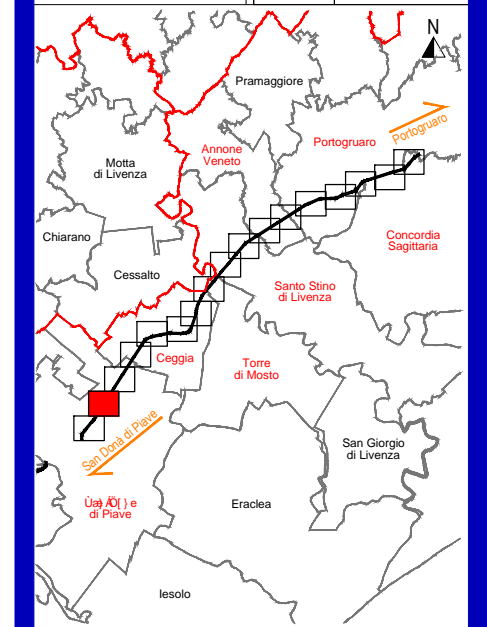 N
Pramaggiore
Portogruaro
Portogruaro
Annone
Veneto
Motta
di Livenza
Chiarano
Concordia
Sagittaria
Cessalto
Santo Stino
di Livenza
Ceggia
Torre
di Mosto
San Donà di Piave
San Giorgio
di Livenza
di Piave
Eraclea
Iesolo